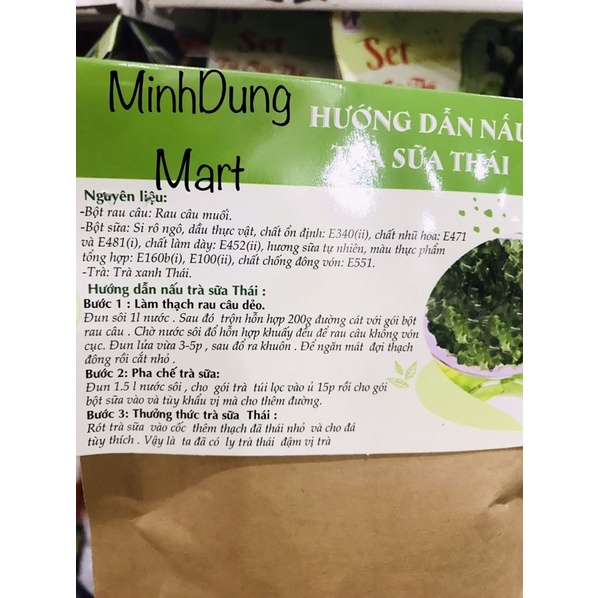 Set
Set
MinhDung
Mart
HƯỚNG DẪN NẤU
TRÀ SỮA THÁI
Nguyên liệu:
-Bột rau câu: Rau câu muối.
-Bột sữa: Si rô ngô, dầu thực vật, chất ổn định: E340(ii), chất nhũ hóa: E471
và E481(i), chất làm dày: E452(ii), hương sữa tự nhiên, màu thực phẩm
tổng hợp: E160b(i), E100(ii), chất chống đông vón: E551.
-Trà: Trà xanh Thái.
Hướng dẫn nấu trà sữa Thái :
Bước 1 : Làm thạch rau câu dẻo.
Đun sôi 1l nước . Sau đó trộn hỗn hợp 200g đường cát với gói bột
rau câu . Chờ nước sôi đổ hỗn hợp khuấy đều để rau câu không vón
cục. Đun lửa vừa 3-5p , sau đổ ra khuôn . Để ngăn mát đợi thạch
đông rồi cắt nhỏ .
Bước 2: Pha chế trà sữa:
Đun 1.5 l nước sôi , cho gói trà túi lọc vào ủ 15p rồi cho gói
bột sữa vào và tùy khẩu vị mà cho thêm đường.
Bước 3: Thưởng thức trà sữa Thái :
Rót trà sữa vào cốc thêm thạch đã thái nhỏ và cho đá
tùy thích . Vậy là ta đã có ly trà thái đậm vị trà